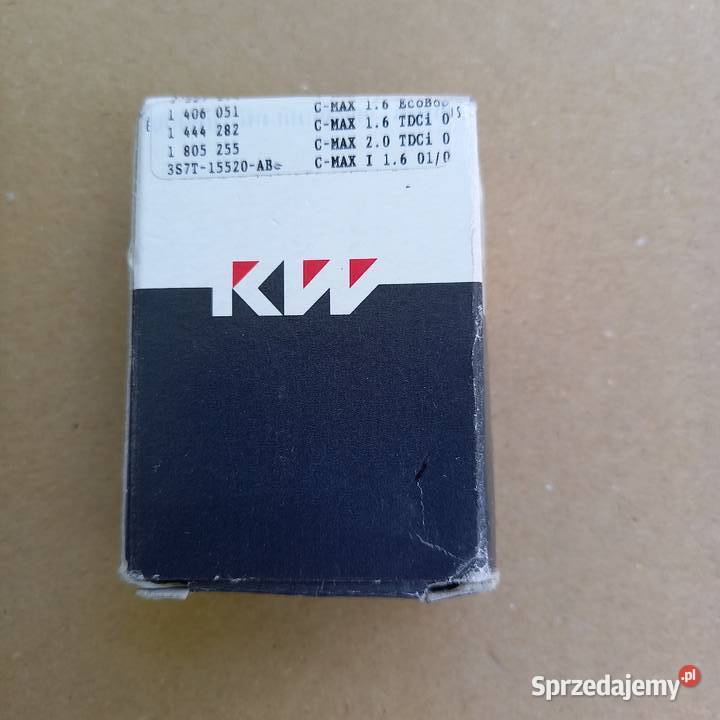 1 406 051 C-MAX 1.6 EcoBoo
1 444 282 C-MAX 1.6 TDCi 0
1 805 255 C-MAX 2.0 TDCi 0
3S7T-15520-AB C-MAX I 1.6 01/0
KW
Sprzedajemy.pl